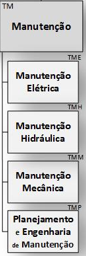 TM
Manutenção
TME
Manutenção
Elétrica
TMH
Manutenção
Hidráulica
TMM
Manutenção
Mecânica
TMP
Planejamento
e Engenharia
de Manutenção